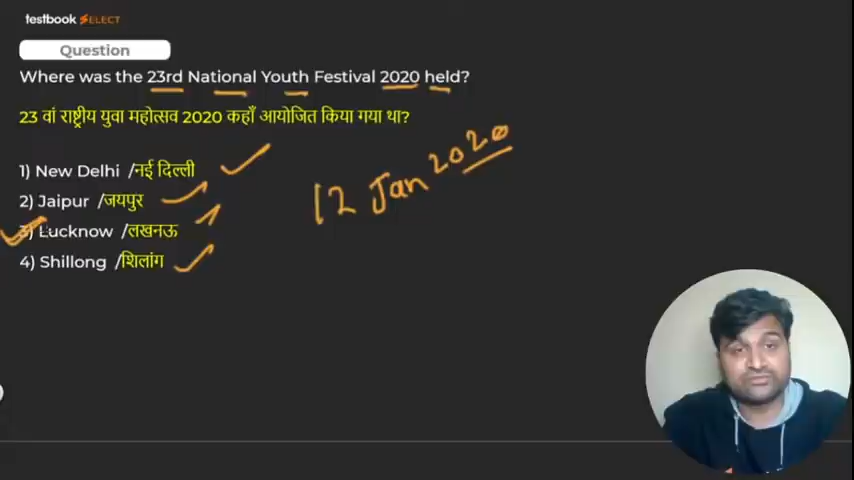 testbook SELECT
Question
Where was the 23rd National Youth Festival 2020 held?
23 वां राष्ट्रीय युवा महोत्सव 2020 कहाँ आयोजित किया गया था?
1) New Delhi /नई दिल्ली
2) Jaipur /जयपुर
3) Lucknow /लखनऊ
4) Shillong /शिलांग
12 Jan 2020